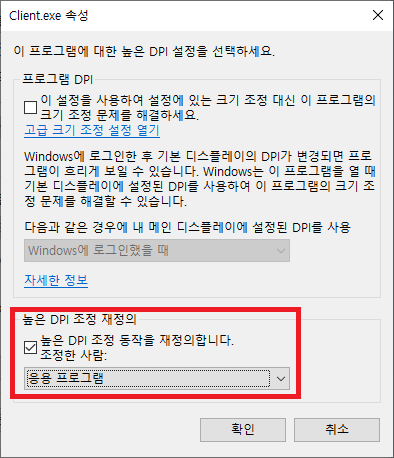 Client.exe 속성
이 프로그램에 대한 높은 DPI 설정을 선택하세요.
프로그램 DPI
이 설정을 사용하여 설정에 있는 크기 조정 대신 이 프로그램의
크기 조정 문제를 해결하세요.
고급 크기 조정 설정 열기
Windows에 로그인한 후 기본 디스플레이의 DPI가 변경되면 프로
그램이 흐리게 보일 수 있습니다. Windows는 이 프로그램을 열 때
기본 디스플레이에 설정된 DPI를 사용하여 이 프로그램의 크기 조
정 문제를 해결할 수 있습니다.
다음과 같은 경우에 내 메인 디스플레이에 설정된 DPI를 사용
Windows에 로그인했을 때
자세한 정보
높은 DPI 조정 재정의
높은 DPI 조정 동작을 재정의합니다.
조정한 사람:
응용 프로그램
확인
취소